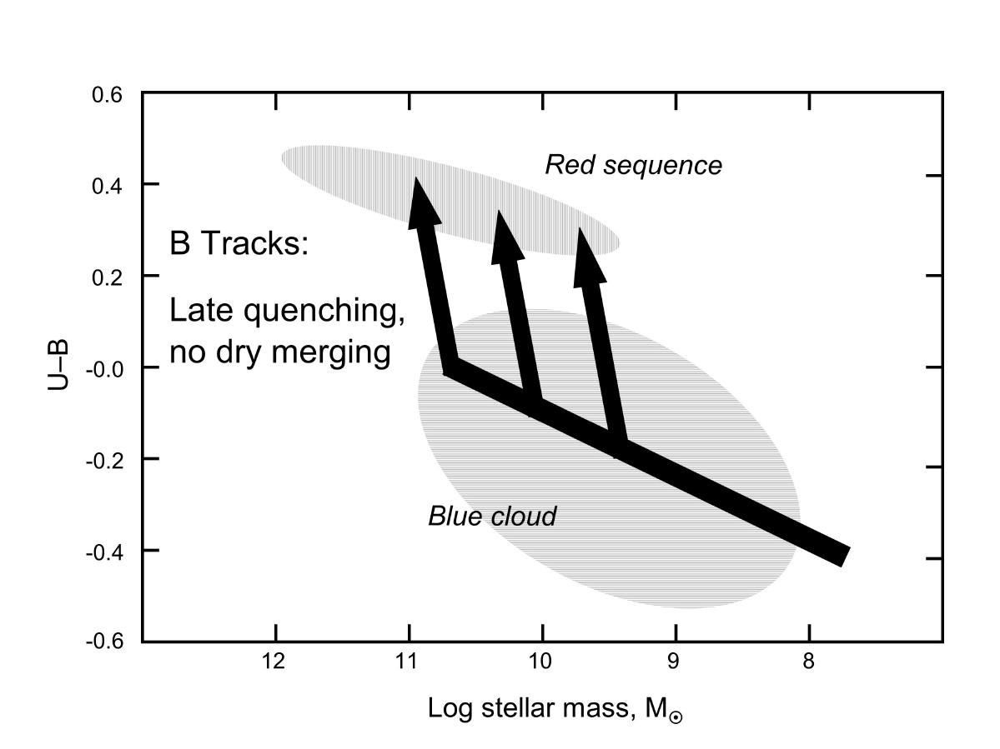 0.6
0.4
0.2
-0.0
-0.2
-0.4
-0.6
U–B
Red sequence
B Tracks:
Late quenching,
no dry merging
Blue cloud
12 11 10 9 8
Log stellar mass, M☉